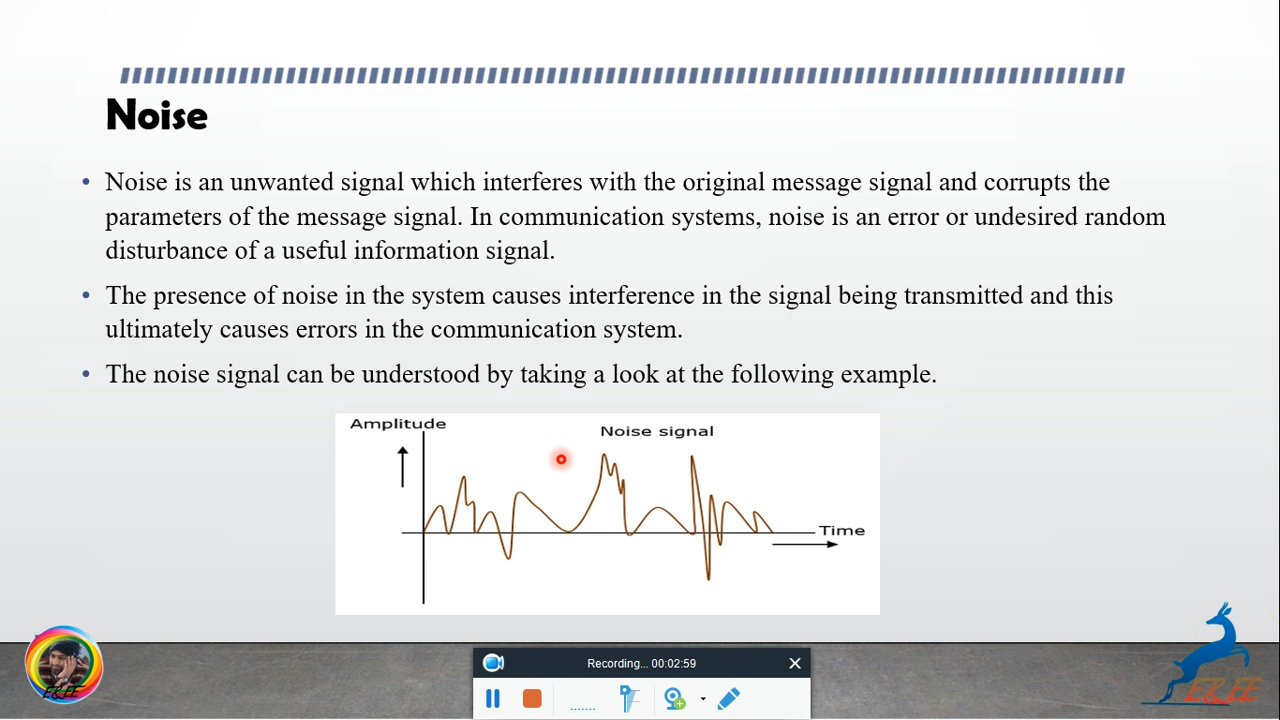 Noise
• Noise is an unwanted signal which interferes with the original message signal and corrupts the
parameters of the message signal. In communication systems, noise is an error or undesired random
disturbance of a useful information signal.
• The presence of noise in the system causes interference in the signal being transmitted and this
ultimately causes errors in the communication system.
• The noise signal can be understood by taking a look at the following example.
Amplitude
Noise signal
Time
E&EE
Recording... 00:02:59
E&EE